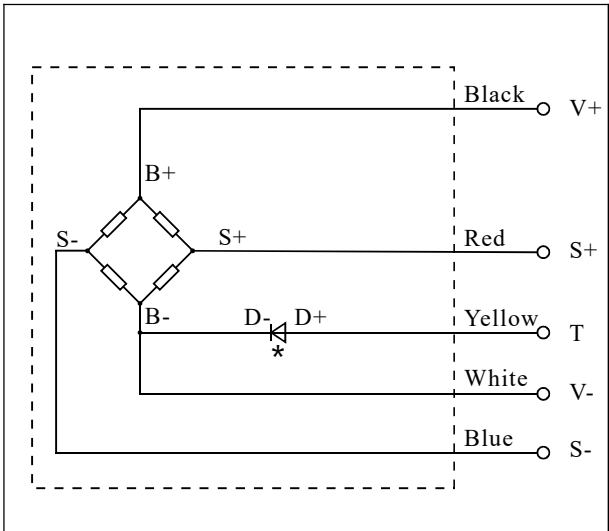 Black V+
B+
S- S+ Red S+
B- D- D+ Yellow T
*
White V-
Blue S-